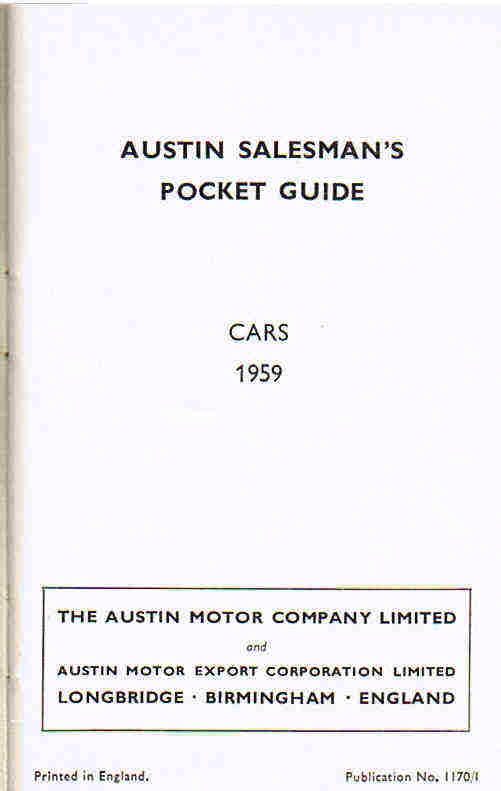 AUSTIN SALESMAN'S
POCKET GUIDE
CARS
1959
THE AUSTIN MOTOR COMPANY LIMITED
and
AUSTIN MOTOR EXPORT CORPORATION LIMITED
LONGBRIDGE · BIRMINGHAM · ENGLAND
Printed in England.
Publication No. 1170/1